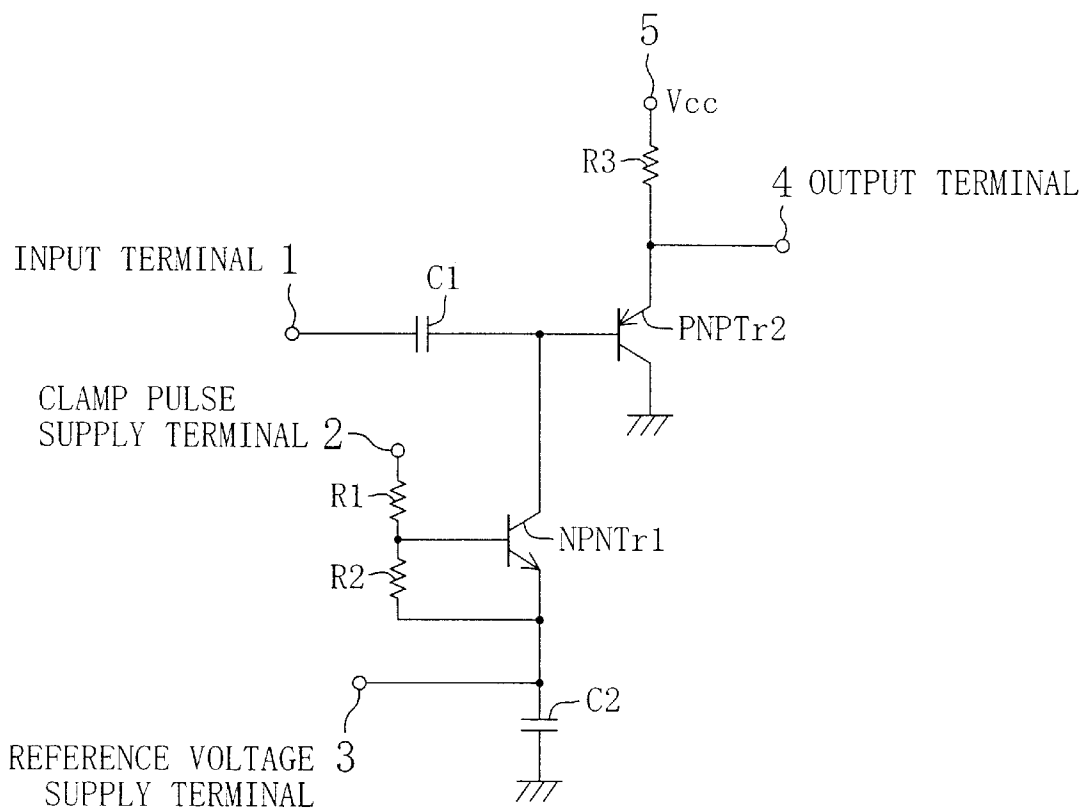 5
Vcc
R3
4 OUTPUT TERMINAL
INPUT TERMINAL 1
C1
PNPTr2
CLAMP PULSE
SUPPLY TERMINAL 2
R1
NPNTr1
R2
C2
REFERENCE VOLTAGE 3
SUPPLY TERMINAL